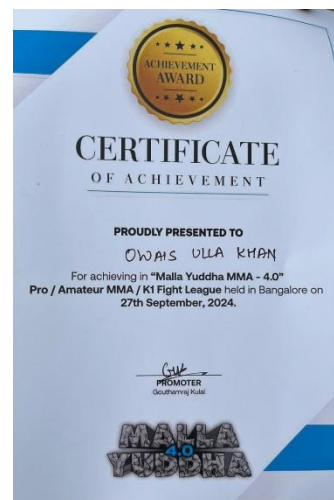 ACHIEVEMENT
AWARD
CERTIFICATE
OF ACHIEVEMENT
PROUDLY PRESENTED TO
OWAIS ULLA KHAN
For achieving in "Malla Yuddha MMA - 4.0"
Pro / Amateur MMA / K1 Fight League held in Bangalore on
27th September, 2024.
PROMOTER
Gouthamraj Kulai
MALLA
4.0
YUDDHA